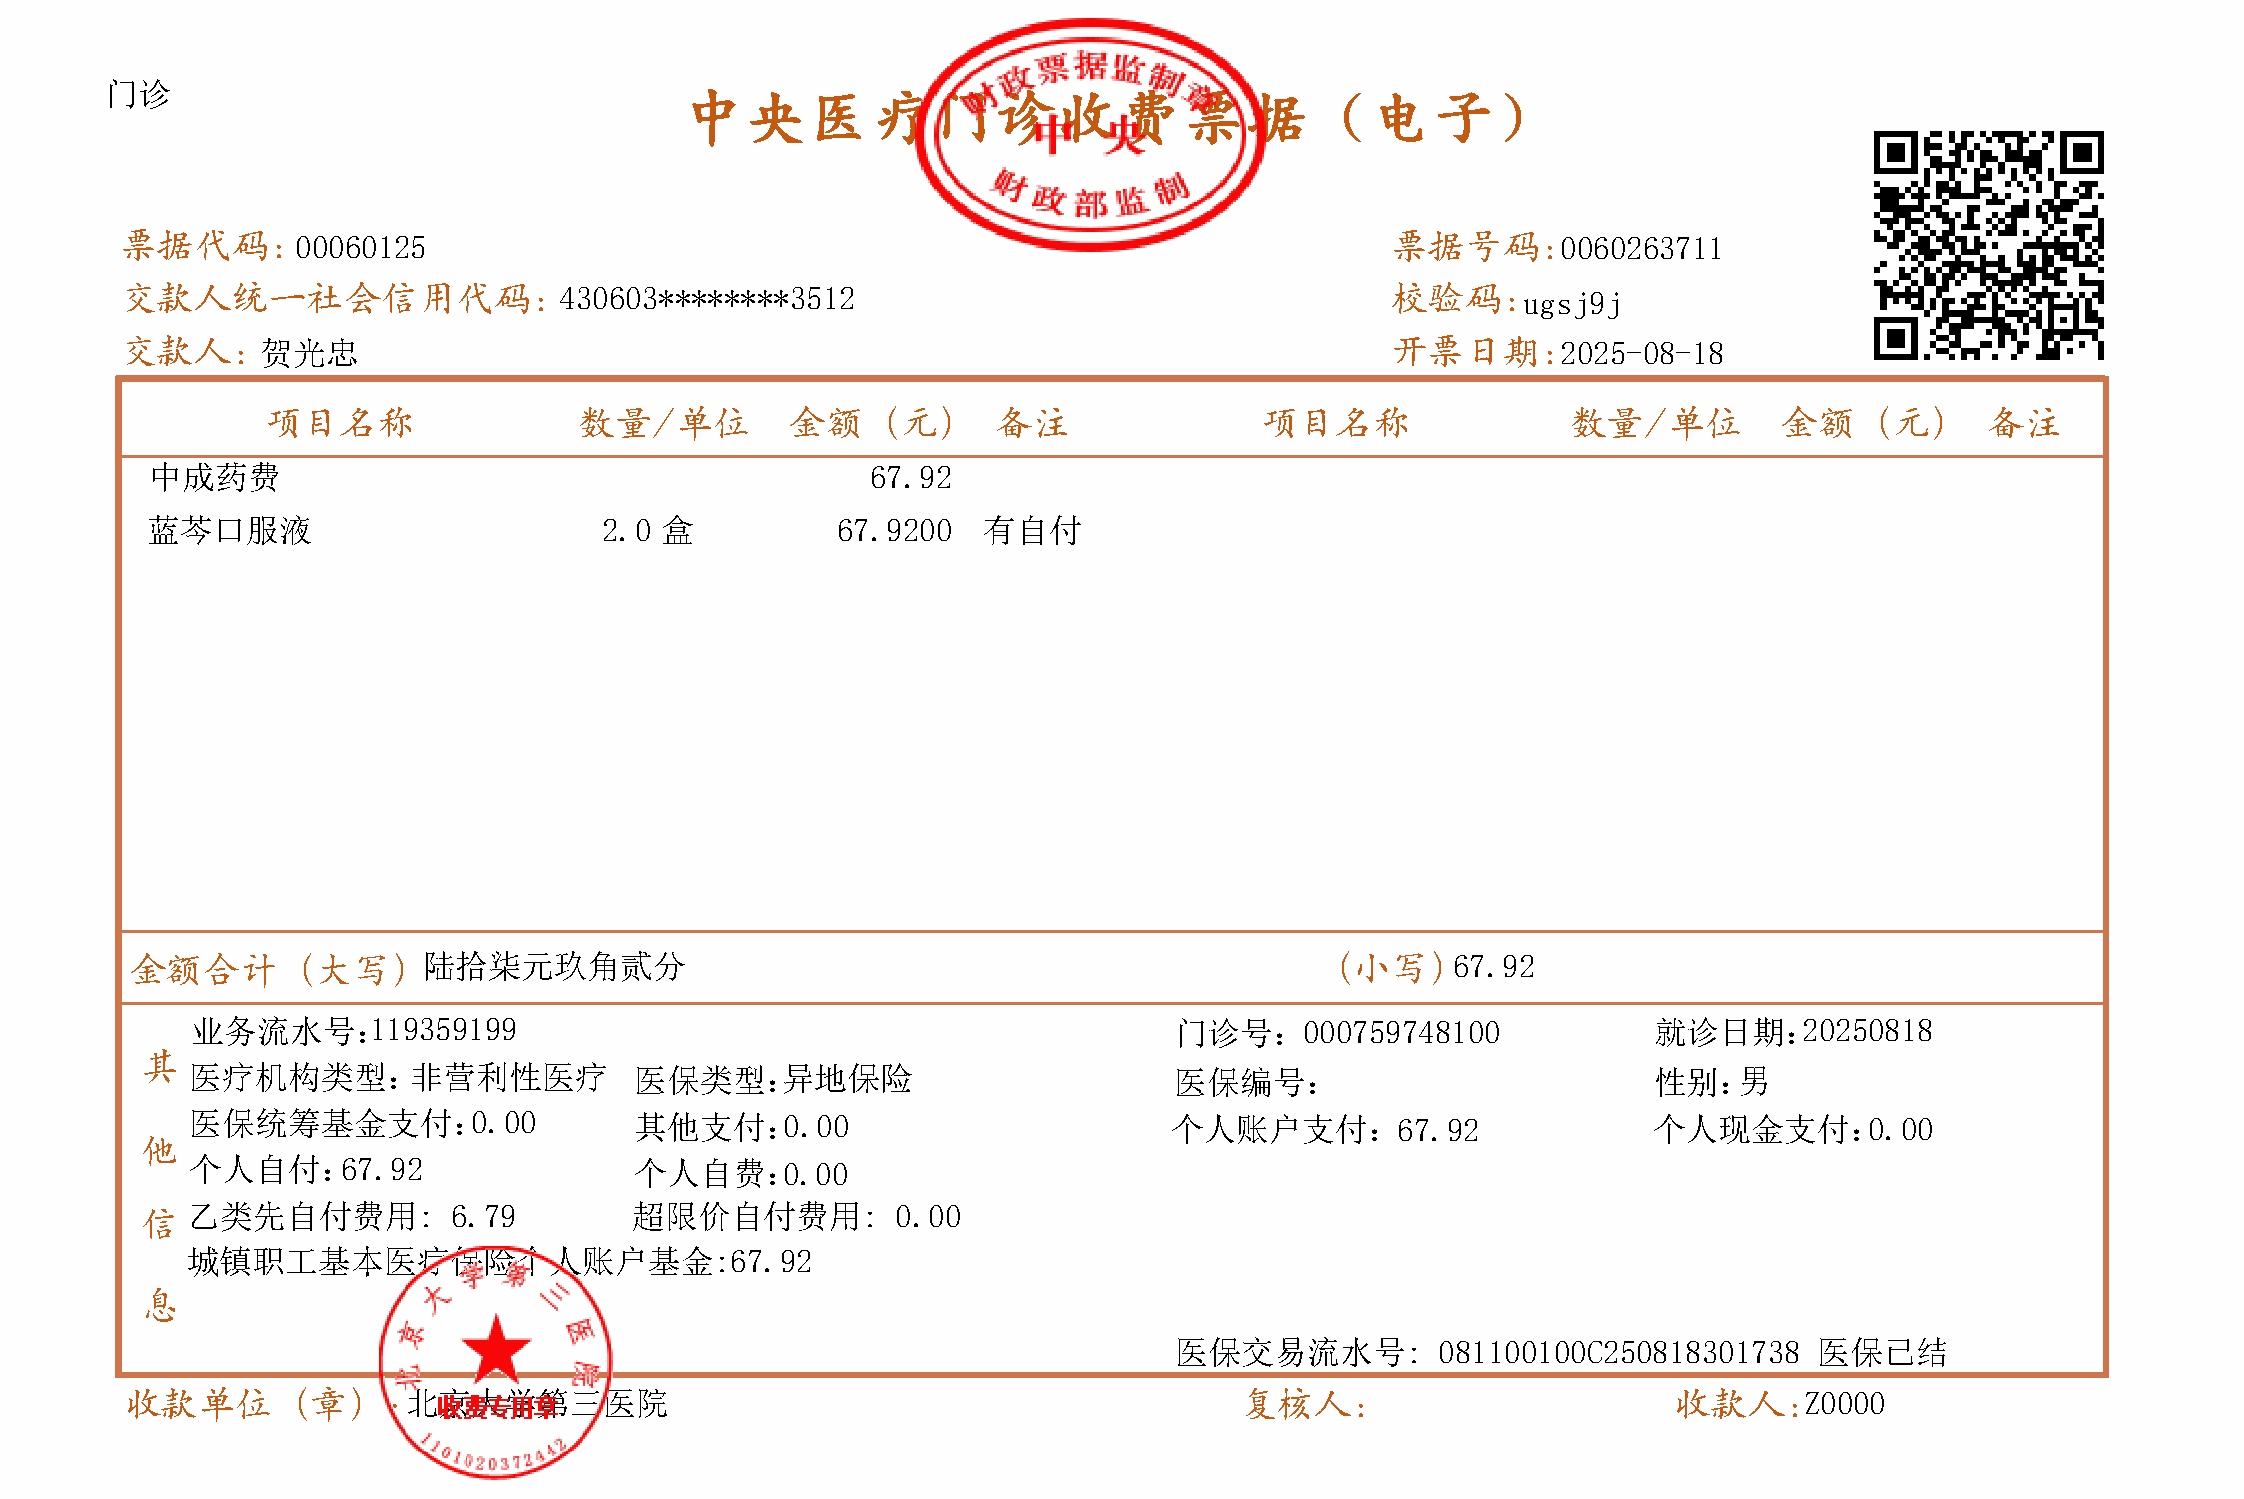 门诊
中央医疗门诊收费票据（电子）
财政票据监制章
中央
财政部监制
票据代码：00060125
票据号码：0060263711
交款人统一社会信用代码：430603********3512
校验码：ugsj9j
交款人：贺光忠
开票日期：2025-08-18
项目名称 数量/单位 金额（元） 备注 项目名称 数量/单位 金额（元） 备注
中成药费 67.92
蓝芩口服液 2.0 盒 67.9200 有自付
金额合计（大写）陆拾柒元玖角贰分 （小写）67.92
其他信息
业务流水号：119359199 门诊号：000759748100 就诊日期：20250818
医疗机构类型：非营利性医疗 医保类型：异地保险 医保编号： 性别：男
医保统筹基金支付：0.00 其他支付：0.00 个人账户支付：67.92 个人现金支付：0.00
个人自付：67.92 个人自费：0.00
乙类先自付费用：6.79 超限价自付费用：0.00
城镇职工基本医疗保险个人账户基金:67.92
医保交易流水号：081100100C250818301738 医保已结
收款单位（章）：北京大学第三医院 复核人： 收款人：Z0000
北京大学第三医院
收费专用章
1101020372442